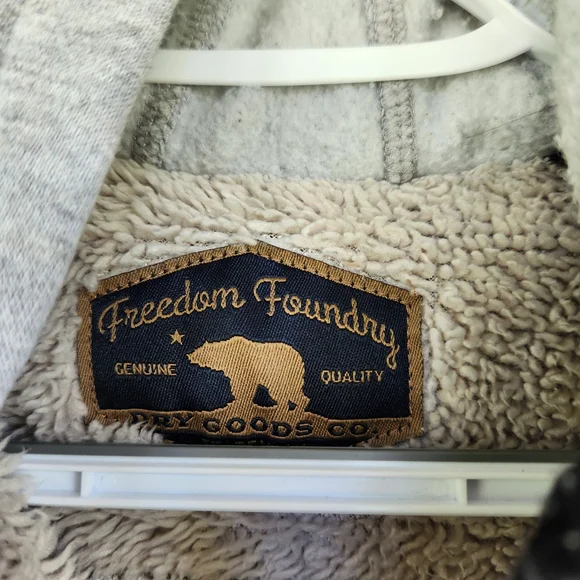 Freedom Foundry
GENUINE QUALITY
DRY GOODS CO.